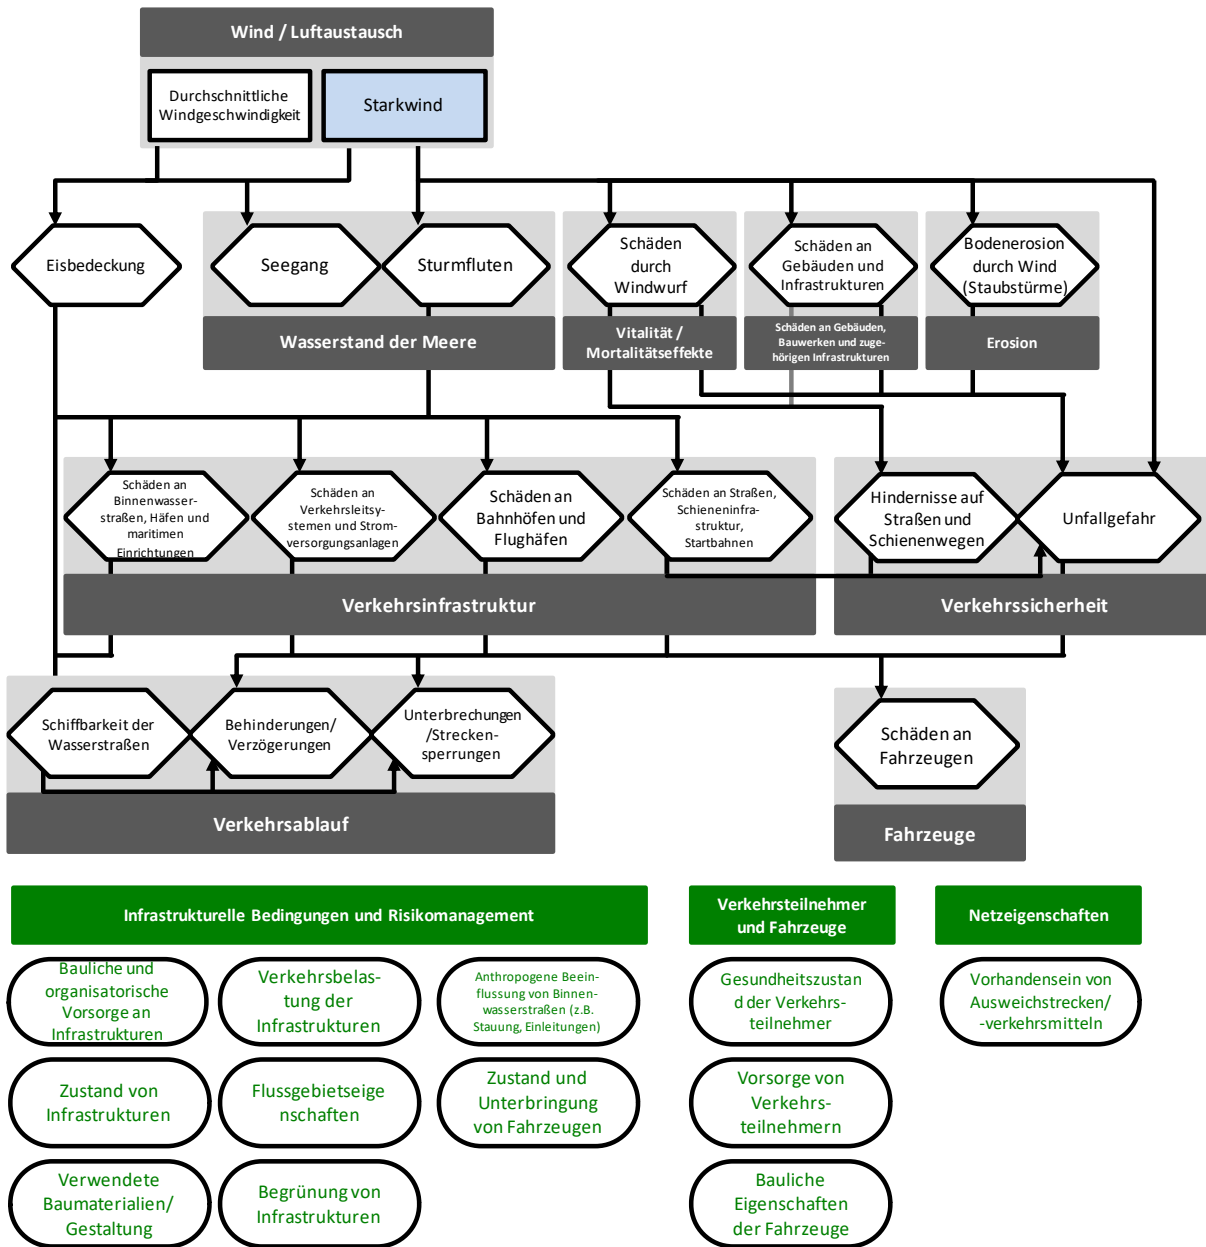 Wind / Luftaustausch
Durchschnittliche
Windgeschwindigkeit
Starkwind
Eisbedeckung
Seegang
Sturmfluten
Schäden
durch
Windwurf
Schäden an
Gebäuden und
Infrastrukturen
Bodenerosion
durch Wind
(Staubstürme)
Wasserstand der Meere
Vitalität /
Mortalitätseffekte
Schäden an Gebäuden,
Bauwerken und zuge-
hörigen Infrastrukturen
Erosion
Schäden an
Binnenwasser-
straßen, Häfen und
maritimen
Einrichtungen
Schäden an
Verkehrsleitsy-
stemen und Strom-
versorgungsanlagen
Schäden an
Bahnhöfen und
Flughäfen
Schäden an Straßen,
Schieneninfra-
struktur,
Startbahnen
Hindernisse auf
Straßen und
Schienenwegen
Unfallgefahr
Verkehrsinfrastruktur
Verkehrssicherheit
Schiffbarkeit der
Wasserstraßen
Behinderungen/
Verzögerungen
Unterbrechungen
/Strecken-
sperrungen
Schäden an
Fahrzeugen
Verkehrsablauf
Fahrzeuge
Infrastrukturelle Bedingungen und Risikomanagement
Verkehrsteilnehmer
und Fahrzeuge
Netzeigenschaften
Bauliche und
organisatorische
Vorsorge an
Infrastrukturen
Verkehrsbelas-
tung der
Infrastrukturen
Anthropogene Beein-
flussung von Binnen-
wasserstraßen (z.B.
Stauung, Einleitungen)
Gesundheitszustan
d der Verkehrs-
teilnehmer
Vorhandensein von
Ausweichstrecken/
-verkehrsmitteln
Zustand von
Infrastrukturen
Flussgebietseige
nschaften
Zustand und
Unterbringung
von Fahrzeugen
Vorsorge von
Verkehrs-
teilnehmern
Verwendete
Baumaterialien/
Gestaltung
Begrünung von
Infrastrukturen
Bauliche
Eigenschaften
der Fahrzeuge